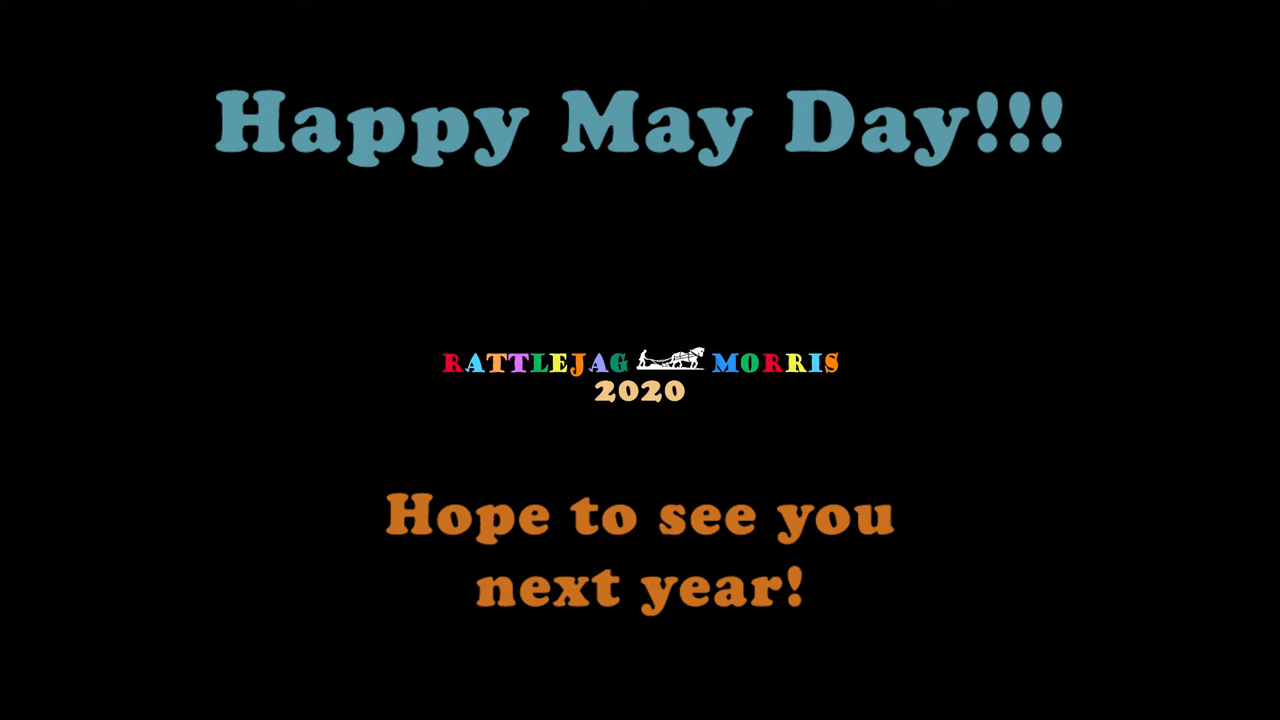 Happy May Day!!!
RATTLEJAG MORRIS
2020
Hope to see you
next year!